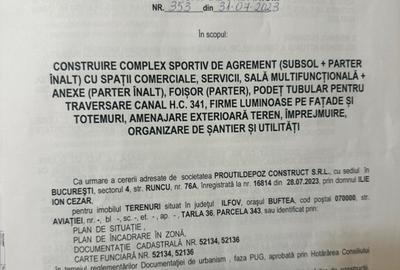 NR. 353 din 31.07.2023
În scopul:
CONSTRUIRE COMPLEX SPORTIV DE AGREMENT (SUBSOL + PARTER
ÎNALT) CU SPAȚII COMERCIALE, SERVICII, SALĂ MULTIFUNCȚIONALĂ +
ANEXE (PARTER ÎNALT), FOIȘOR (PARTER), PODEȚ TUBULAR PENTRU
TRAVERSARE CANAL H.C. 341, FIRME LUMINOASE PE FAȚADE ȘI
TOTEMURI, AMENAJARE EXTERIOARĂ TEREN, ÎMPREJMUIRE,
ORGANIZARE DE ȘANTIER ȘI UTILITĂȚI
Ca urmare a cererii adresate de societatea PROUTILDEPOZ CONSTRUCT S.R.L., cu sediul în
BUCUREȘTI, sectorul 4, str. RUNCU, nr. 76A, înregistrată la nr. 16814 din 28.07.2023, prin domnul ILIE
ION CEZAR,
pentru imobilul TERENURI situat în județul ILFOV, orașul BUFTEA, cod poștal 070000, str.
AVIAȚIEI, nr. -, bl -, sc. -, et. -, ap. -, TARLA 36, PARCELA 343, sau identificat prin:
PLAN DE SITUAȚIE,
PLAN DE ÎNCADRARE ÎN ZONĂ,
DOCUMENTAȚIE CADASTRALĂ NR. 52134, 52136
CARTE FUNCIARĂ NR. 52134, 52136
în temeiul reglementărilor Documentației de urbanism, faza PUG, aprobată prin Hotărârea Consiliului